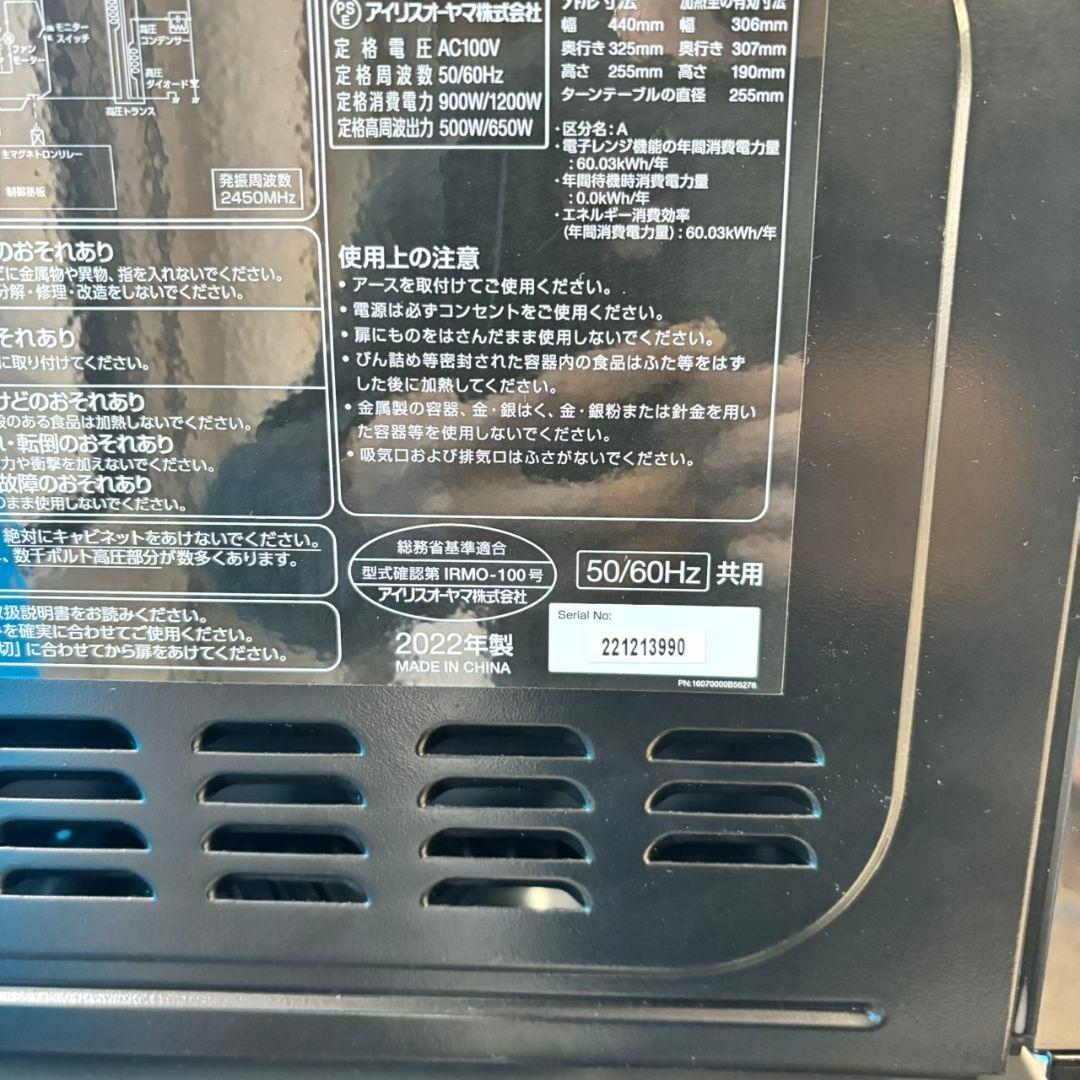 モニター
スイッチ
ファン
モーター
高圧
コンデンサー
高圧
ダイオード
高圧トランス
主マグネトロンリレー
制御基板
発振周波数
2450MHz
PSE アイリスオーヤマ株式会社
定格電圧 AC100V
定格周波数 50/60Hz
定格消費電力 900W/1200W
定格高周波出力 500W/650W
外形寸法 加熱室の有効寸法
幅 440mm 幅 306mm
奥行き 325mm 奥行き 307mm
高さ 255mm 高さ 190mm
ターンテーブルの直径 255mm
・区分名：A
・電子レンジ機能の年間消費電力量
：60.03kWh/年
・年間待機時消費電力量
：0.0kWh/年
・エネルギー消費効率
(年間消費電力量)：60.03kWh/年
のおそれあり
に金属物や異物、指を入れないでください。
分解・修理・改造をしないでください。
それあり
に取り付けてください。
けどのおそれあり
のある食品は加熱しないでください。
・転倒のおそれあり
力や衝撃を加えないでください。
故障のおそれあり
まま使用しないでください。
絶対にキャビネットをあけないでください。
、数千ボルト高圧部分が数多くあります。
取扱説明書をお読みください。
を確実に合わせてご使用ください。
切」に合わせてから扉をあけてください。
使用上の注意
• アースを取付けてご使用ください。
• 電源は必ずコンセントをご使用ください。
• 扉にものをはさんだまま使用しないでください。
• びん詰め等密封された容器内の食品はふた等をはず
した後に加熱してください。
• 金属製の容器、金・銀はく、金・銀粉または針金を用い
た容器等を使用しないでください。
• 吸気口および排気口はふさがないでください。
総務省基準適合
型式確認第 IRMO-100 号
アイリスオーヤマ株式会社
50/60Hz 共用
2022年製
MADE IN CHINA
Serial No:
221213990
PN:16070000B56278